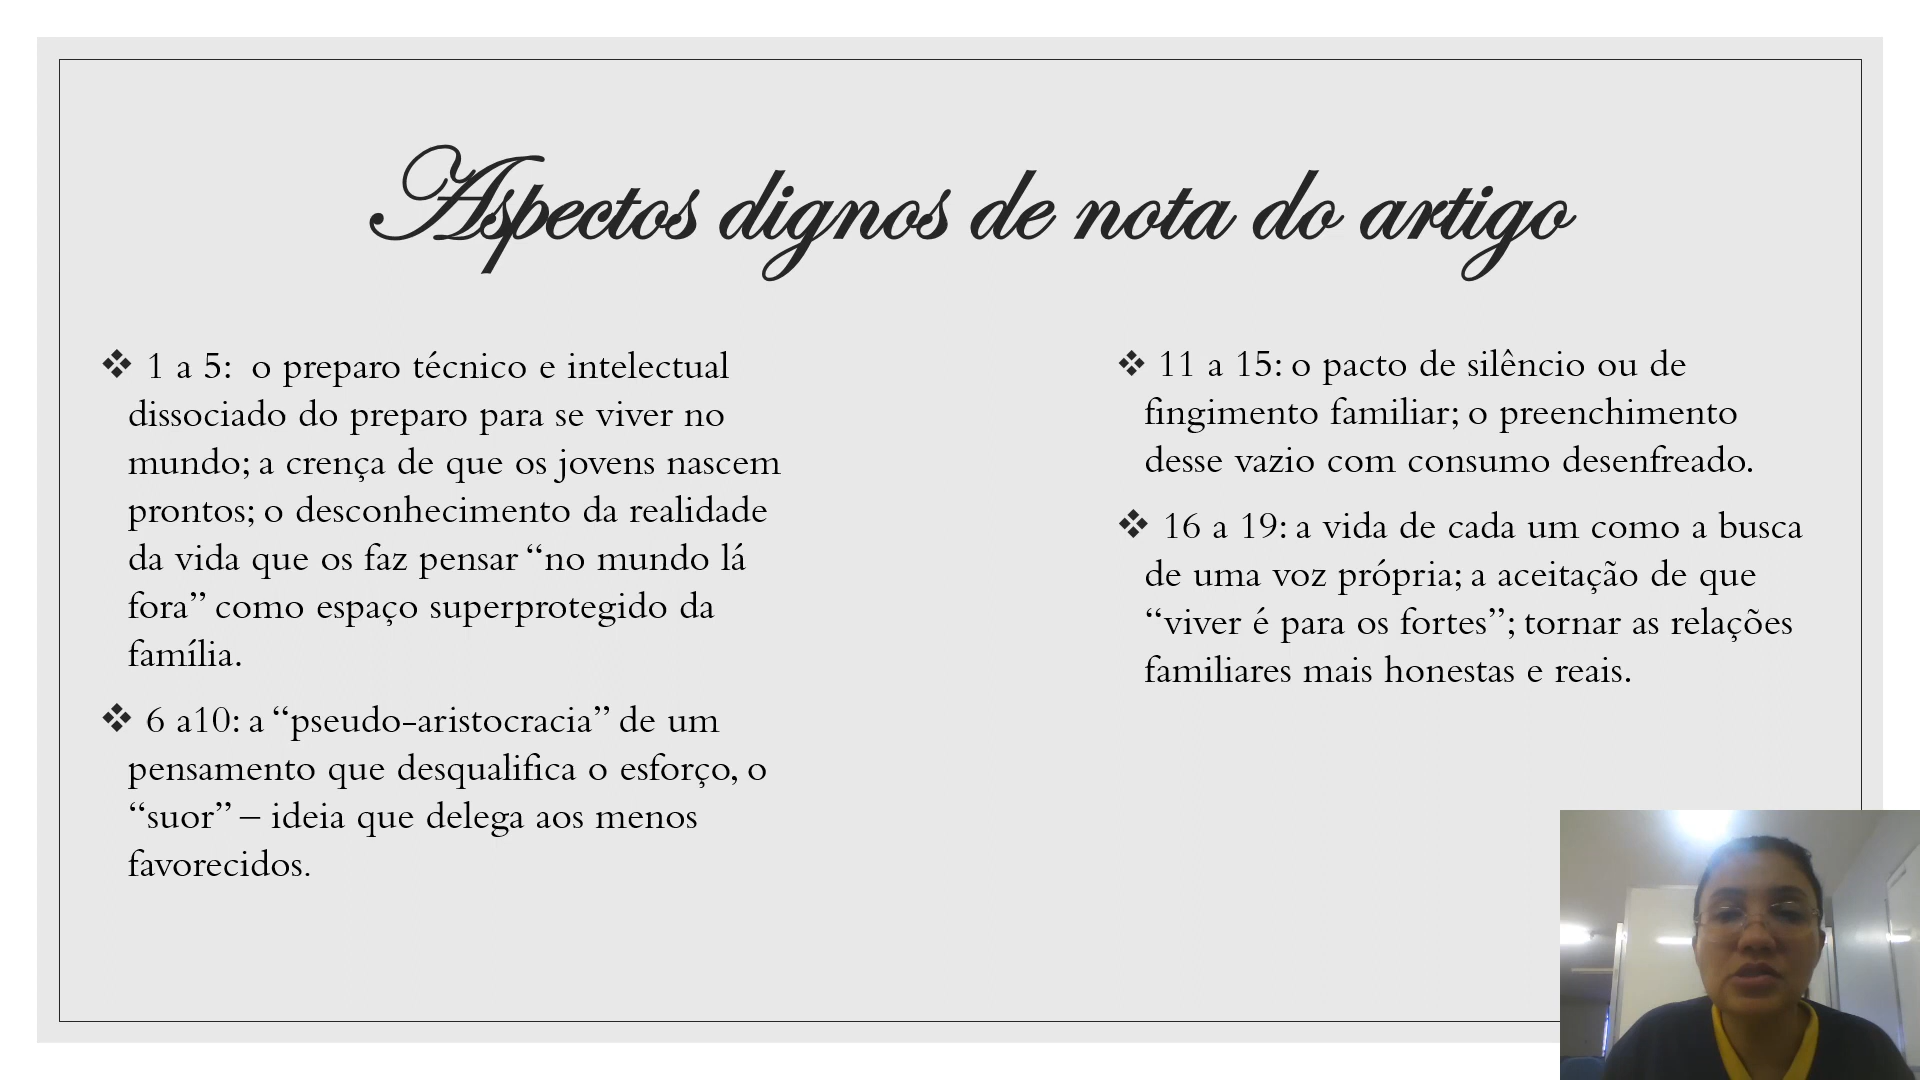 Aspectos dignos de nota do artigo
❖ 1 a 5:  o preparo técnico e intelectual
dissociado do preparo para se viver no
mundo; a crença de que os jovens nascem
prontos; o desconhecimento da realidade
da vida que os faz pensar “no mundo lá
fora” como espaço superprotegido da
família.
❖ 6 a10: a “pseudo-aristocracia” de um
pensamento que desqualifica o esforço, o
“suor” – ideia que delega aos menos
favorecidos.
❖ 11 a 15: o pacto de silêncio ou de
fingimento familiar; o preenchimento
desse vazio com consumo desenfreado.
❖ 16 a 19: a vida de cada um como a busca
de uma voz própria; a aceitação de que
“viver é para os fortes”; tornar as relações
familiares mais honestas e reais.